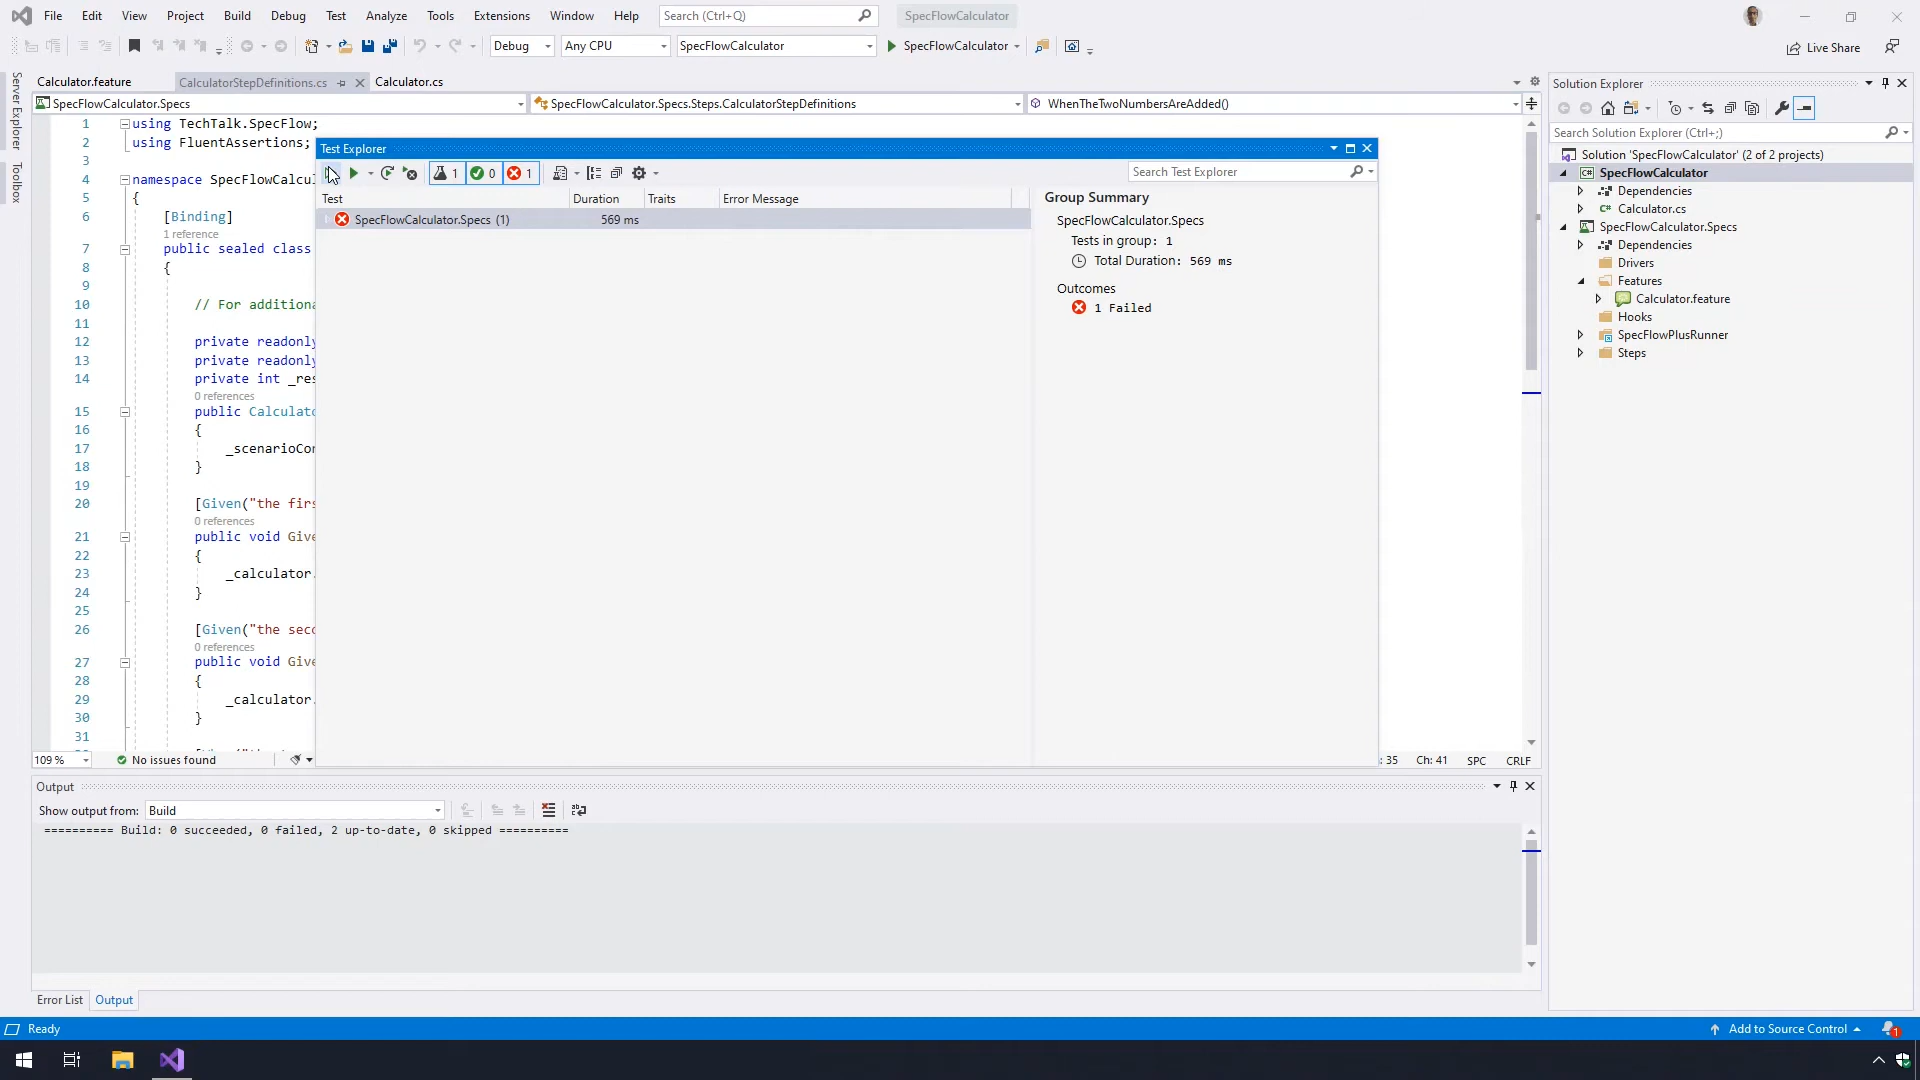 File Edit View Project Build Debug Test Analyze Tools Extensions Window Help Search (Ctrl+Q) SpecFlowCalculator
Debug Any CPU SpecFlowCalculator SpecFlowCalculator Live Share
Server Explorer
Toolbox
Calculator.feature CalculatorStepDefinitions.cs Calculator.cs
SpecFlowCalculator.Specs SpecFlowCalculator.Specs.Steps.CalculatorStepDefinitions WhenTheTwoNumbersAreAdded()
1 using TechTalk.SpecFlow;
2 using FluentAssertions;
3
4 namespace SpecFlowCalcul
5 {
6 [Binding]
1 reference
7 public sealed class
8 {
9
10 // For additiona
11
12 private readonly
13 private readonly
14 private int _res
0 references
15 public Calculato
16 {
17 _scenarioCon
18 }
19
20 [Given("the firs
0 references
21 public void Give
22 {
23 _calculator.
24 }
25
26 [Given("the seco
0 references
27 public void Give
28 {
29 _calculator.
30 }
31
Test Explorer
1 0 1 Search Test Explorer
Test Duration Traits Error Message
SpecFlowCalculator.Specs (1) 569 ms
Group Summary
SpecFlowCalculator.Specs
Tests in group: 1
Total Duration: 569 ms
Outcomes
1 Failed
109 % No issues found : 35 Ch: 41 SPC CRLF
Output
Show output from: Build
========== Build: 0 succeeded, 0 failed, 2 up-to-date, 0 skipped ==========
Error List Output
Solution Explorer
Search Solution Explorer (Ctrl+;)
Solution 'SpecFlowCalculator' (2 of 2 projects)
SpecFlowCalculator
Dependencies
C# Calculator.cs
SpecFlowCalculator.Specs
Dependencies
Drivers
Features
Calculator.feature
Hooks
SpecFlowPlusRunner
Steps
Ready Add to Source Control 1